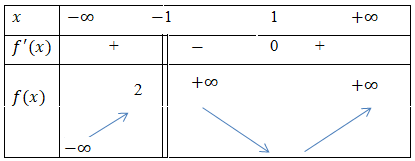 x −∞ −1 1 +∞
f′(x) + − 0 +
f(x) −∞ 2 +∞ +∞